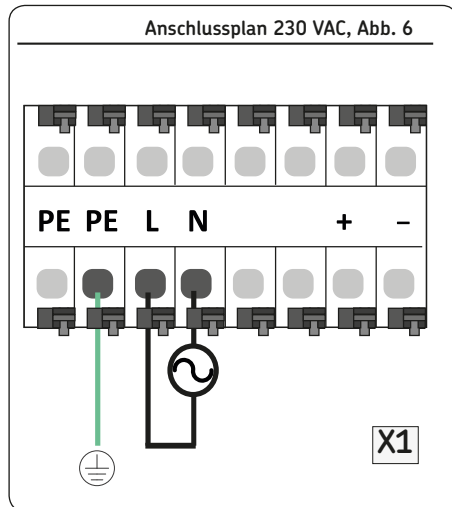 Anschlussplan 230 VAC, Abb. 6
PE PE L N + –
X1